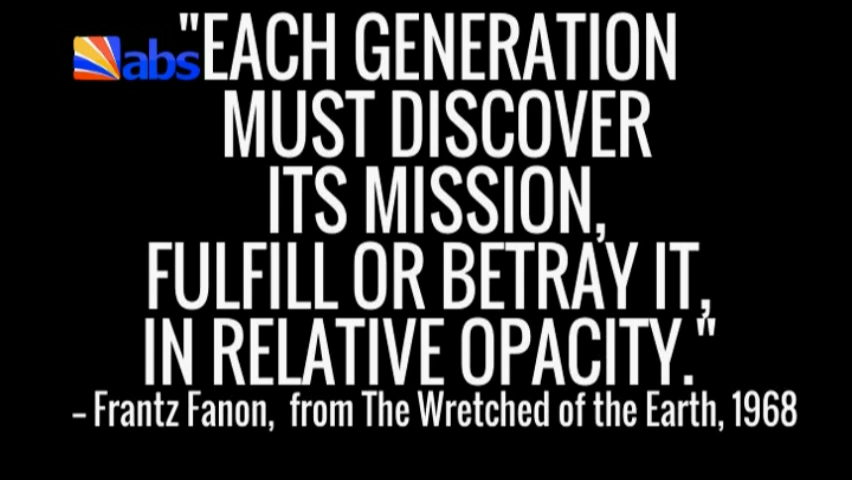 "EACH GENERATION
abs
MUST DISCOVER
ITS MISSION,
FULFILL OR BETRAY IT,
IN RELATIVE OPACITY."
– Frantz Fanon, from The Wretched of the Earth, 1968